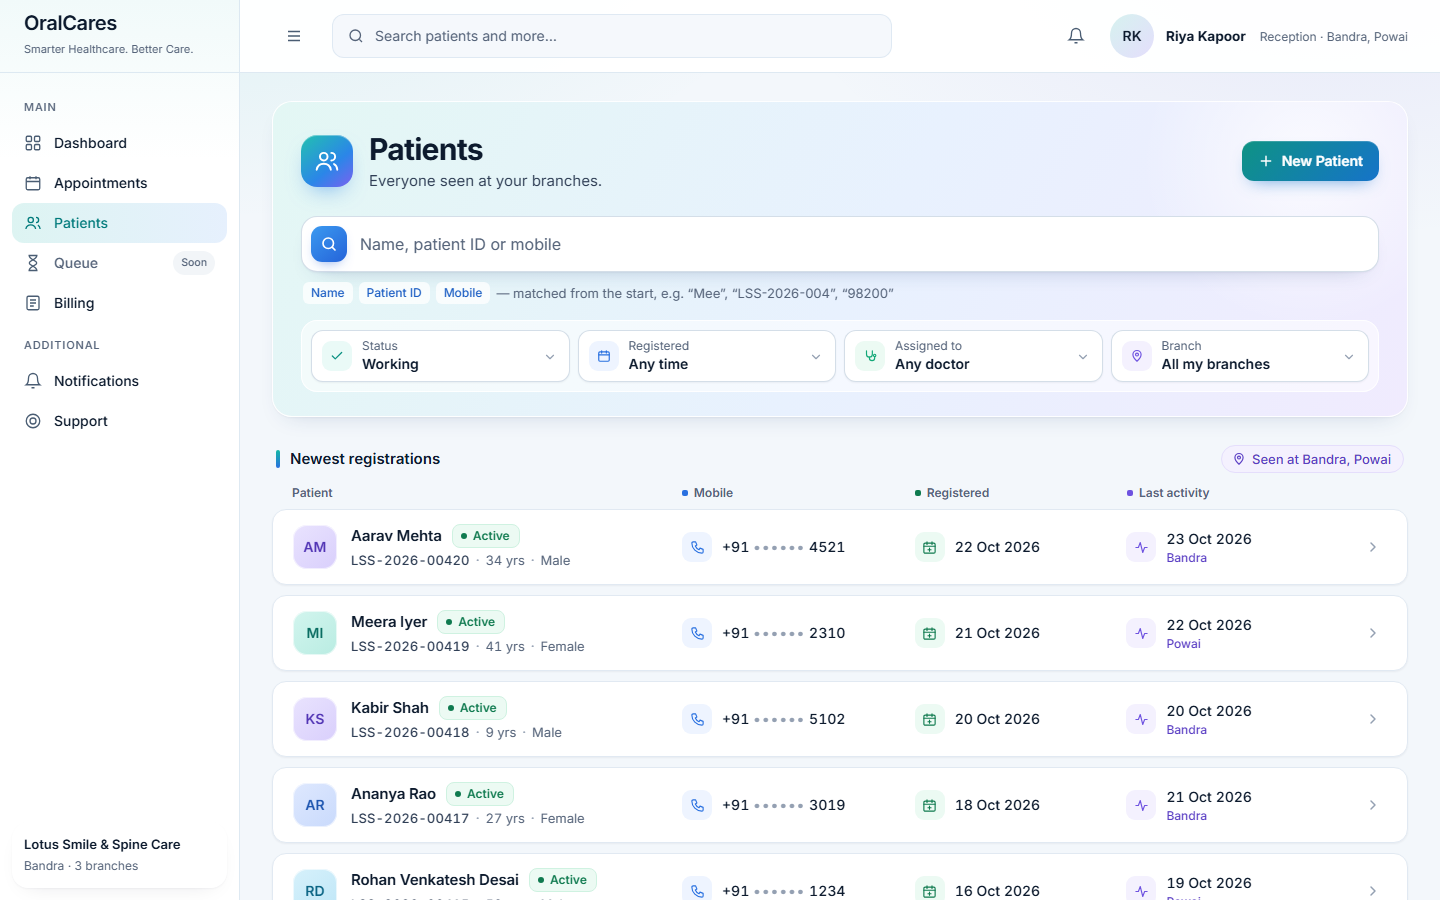 OralCares
Smarter Healthcare. Better Care.
Search patients and more...
RK
Riya Kapoor
Reception · Bandra, Powai
MAIN
Dashboard
Appointments
Patients
Queue
Soon
Billing
ADDITIONAL
Notifications
Support
Lotus Smile & Spine Care
Bandra · 3 branches
Patients
Everyone seen at your branches.
+ New Patient
Name, patient ID or mobile
Name Patient ID Mobile — matched from the start, e.g. “Mee”, “LSS-2026-004”, “98200”
Status
Working
Registered
Any time
Assigned to
Any doctor
Branch
All my branches
Newest registrations
Seen at Bandra, Powai
Patient Mobile Registered Last activity
AM
Aarav Mehta Active
LSS-2026-00420 · 34 yrs · Male
+91 •••••• 4521
22 Oct 2026
23 Oct 2026
Bandra
MI
Meera Iyer Active
LSS-2026-00419 · 41 yrs · Female
+91 •••••• 2310
21 Oct 2026
22 Oct 2026
Powai
KS
Kabir Shah Active
LSS-2026-00418 · 9 yrs · Male
+91 •••••• 5102
20 Oct 2026
20 Oct 2026
Bandra
AR
Ananya Rao Active
LSS-2026-00417 · 27 yrs · Female
+91 •••••• 3019
18 Oct 2026
21 Oct 2026
Bandra
RD
Rohan Venkatesh Desai Active
+91 •••••• 1234
16 Oct 2026
19 Oct 2026